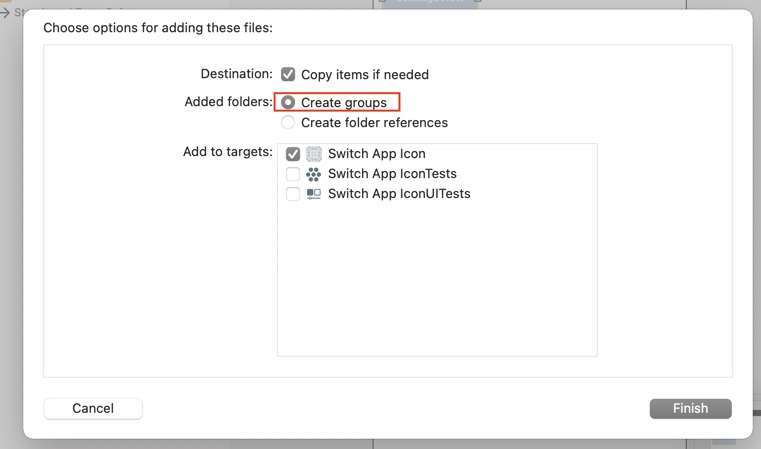 Choose options for adding these files:
Destination: Copy items if needed
Added folders: Create groups
Create folder references
Add to targets: Switch App Icon
Switch App IconTests
Switch App IconUITests
Cancel Finish